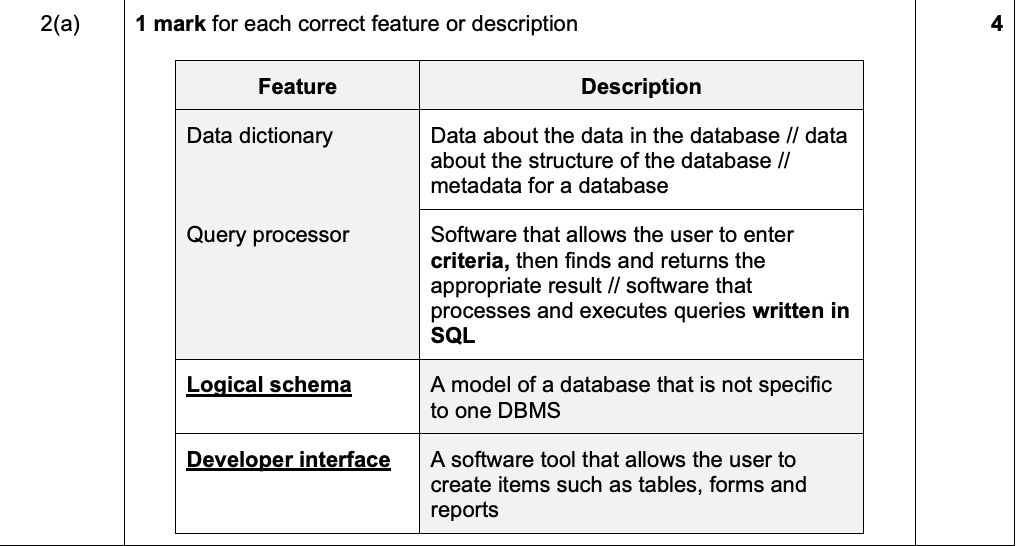 2(a)
1 mark for each correct feature or description
4
Feature
Description
Data dictionary
Data about the data in the database // data
about the structure of the database //
metadata for a database
Query processor
Software that allows the user to enter
criteria, then finds and returns the
appropriate result // software that
processes and executes queries written in
SQL
Logical schema
A model of a database that is not specific
to one DBMS
Developer interface
A software tool that allows the user to
create items such as tables, forms and
reports